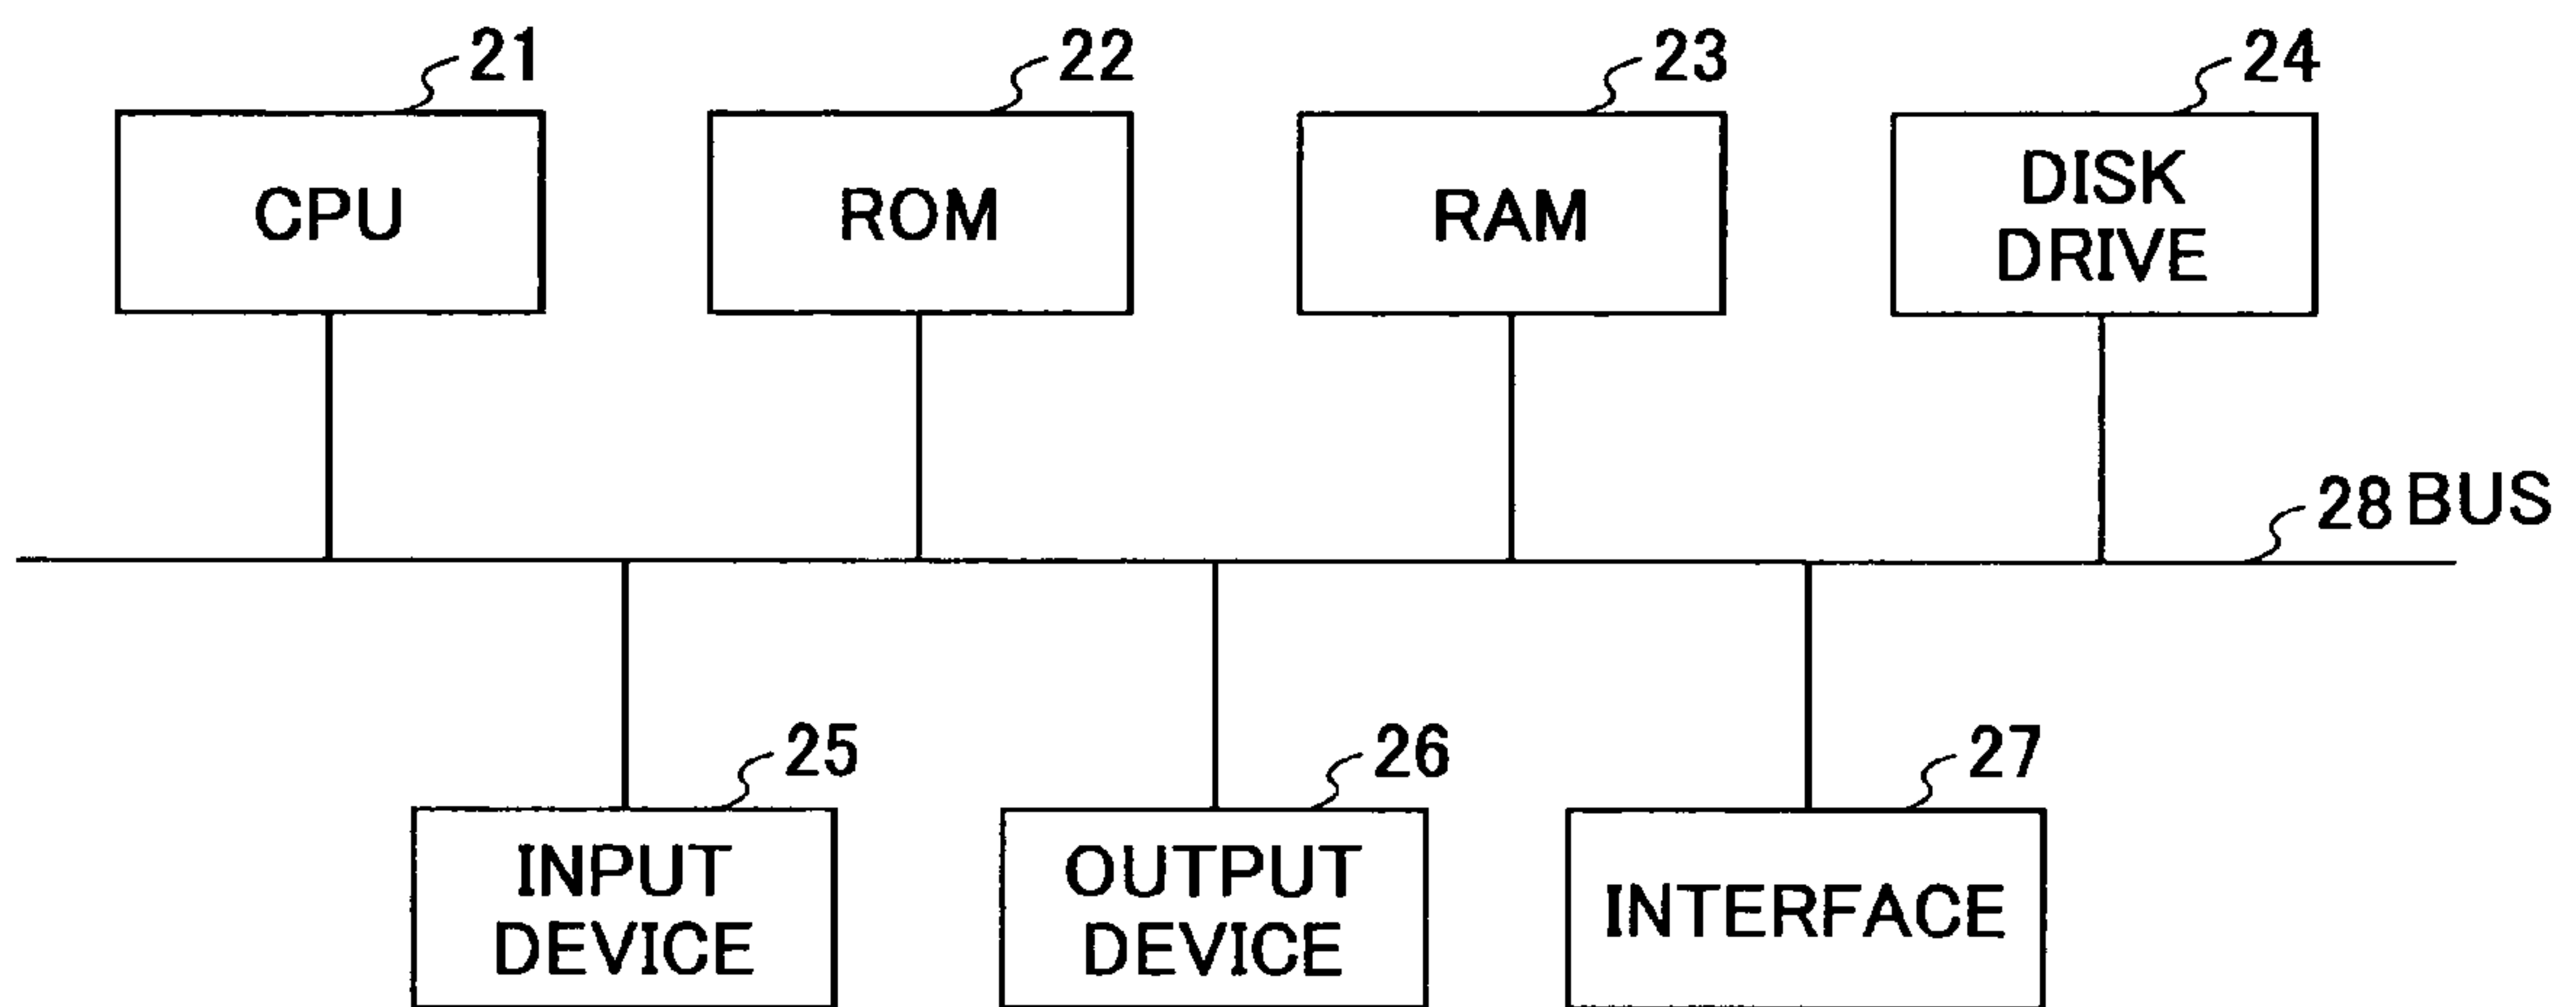 21
22
23
24
CPU
ROM
RAM
DISK
DRIVE
28 BUS
25
26
27
INPUT
DEVICE
OUTPUT
DEVICE
INTERFACE